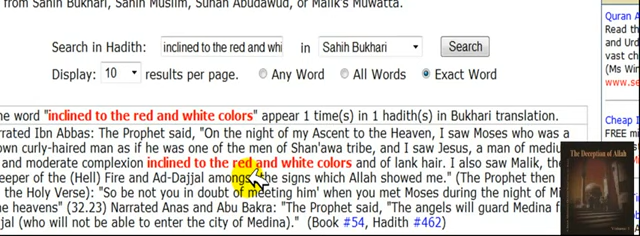 from Sahih Bukhari, Sahih Muslim, Sunan Abudawud, or Malik's Muwatta.
Search in Hadith: inclined to the red and whi in Sahih Bukhari Search
Display: 10 results per page. Any Word All Words Exact Word
he word "inclined to the red and white colors" appear 1 time(s) in 1 hadith(s) in Bukhari translation.
rrated Ibn Abbas: The Prophet said, "On the night of my Ascent to the Heaven, I saw Moses who was a
own curly-haired man as if he was one of the men of Shan'awa tribe, and I saw Jesus, a man of mediu
and moderate complexion inclined to the red and white colors and of lank hair. I also saw Malik, the
eeper of the (Hell) Fire and Ad-Dajjal amongst the signs which Allah showed me." (The Prophet then
the Holy Verse): "So be not you in doubt of meeting him' when you met Moses during the night of Mi
e heavens" (32.23) Narrated Anas and Abu Bakra: "The Prophet said, "The angels will guard Medina f
jal (who will not be able to enter the city of Medina)." (Book #54, Hadith #462)
Quran A
Read th
and Urd
vast ch
(Ms Win
www.se
Cheap I
FREE mi
The Deception of Allah